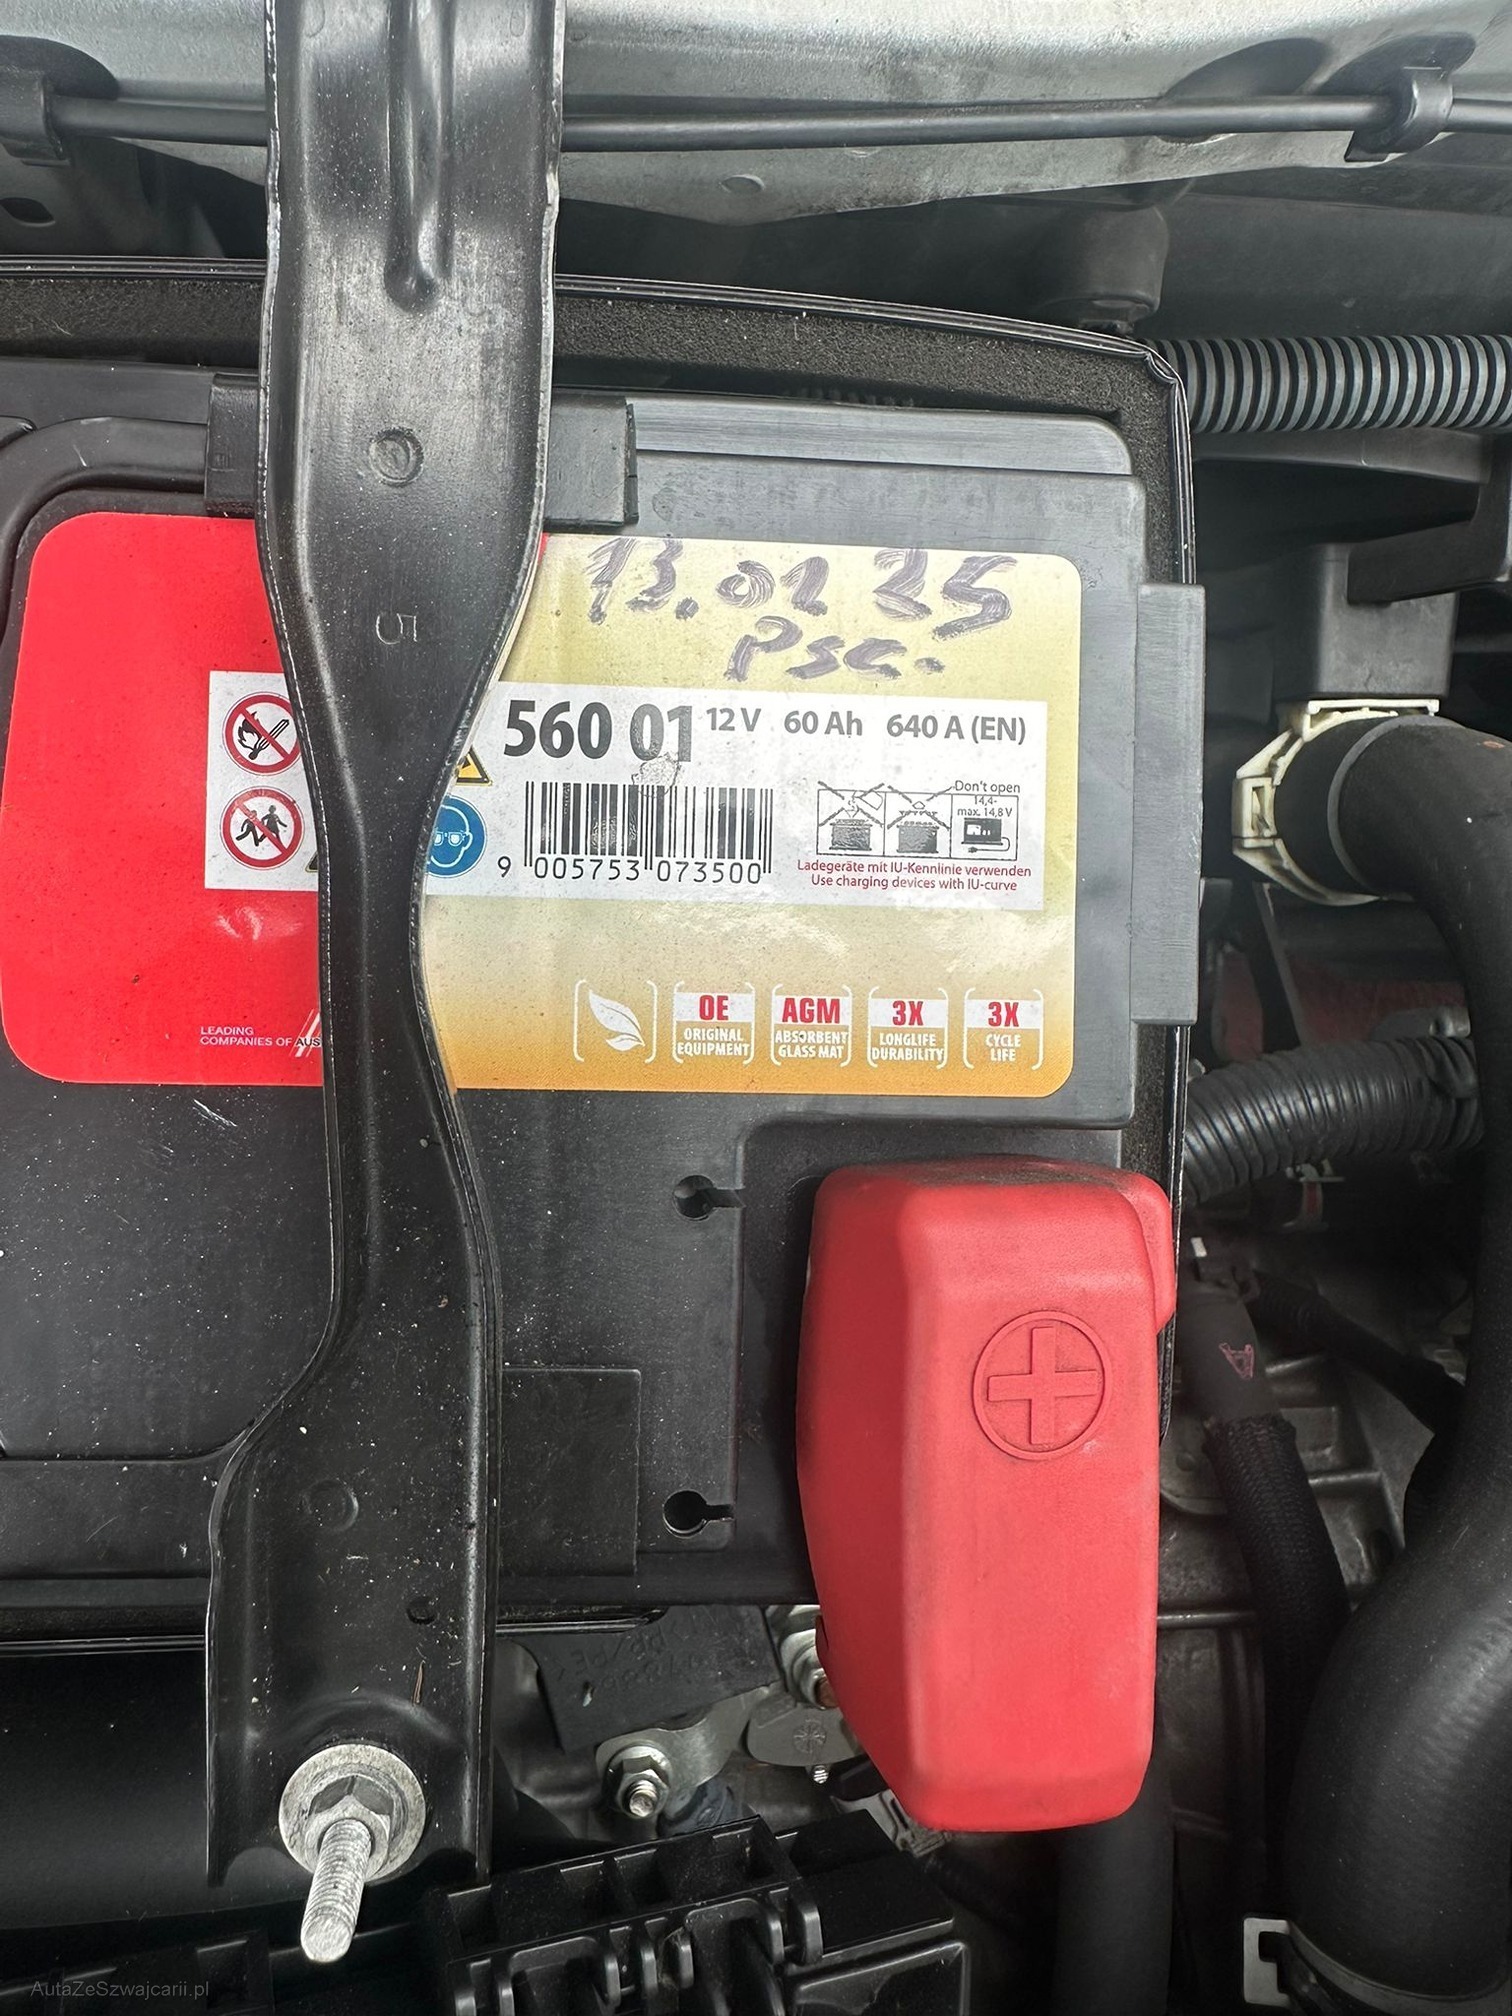 13.01 25
Psc.
560 01 12 V 60 Ah 640 A (EN)
Don't open
14,4-
max. 14,8 V
9 005753 073500
Ladegeräte mit IU-Kennlinie verwenden
Use charging devices with IU-curve
OE
ORIGINAL
EQUIPMENT
AGM
ABSORBENT
GLASS MAT
3X
LONGLIFE
DURABILITY
3X
CYCLE
LIFE
LEADING
COMPANIES OF AUS
5
AutaZeSzwajcarii.pl